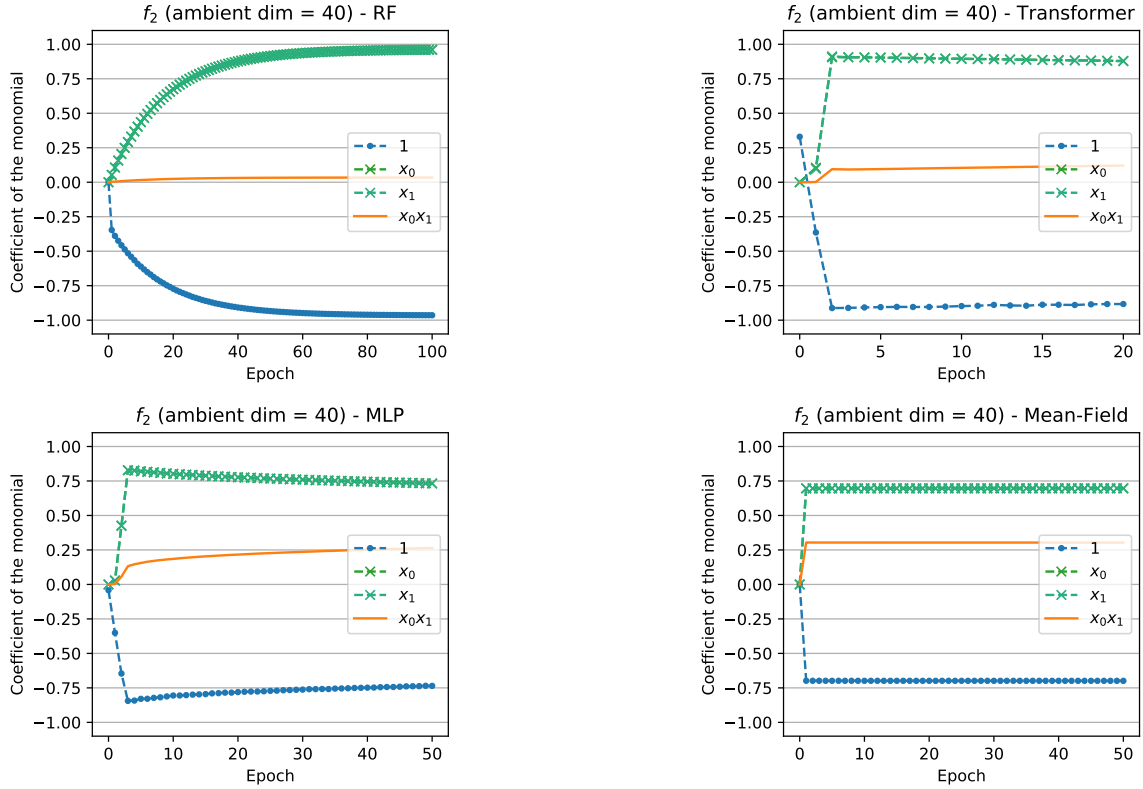 f₂ (ambient dim = 40) - RF
Coefficient of the monomial
1.00
0.75
0.50
0.25
0.00
−0.25
−0.50
−0.75
−1.00
1
x₀
x₁
x₀x₁
0 20 40 60 80 100
Epoch
f₂ (ambient dim = 40) - Transformer
Coefficient of the monomial
1.00
0.75
0.50
0.25
0.00
−0.25
−0.50
−0.75
−1.00
1
x₀
x₁
x₀x₁
0 5 10 15 20
Epoch
f₂ (ambient dim = 40) - MLP
Coefficient of the monomial
1.00
0.75
0.50
0.25
0.00
−0.25
−0.50
−0.75
−1.00
1
x₀
x₁
x₀x₁
0 10 20 30 40 50
Epoch
f₂ (ambient dim = 40) - Mean-Field
Coefficient of the monomial
1.00
0.75
0.50
0.25
0.00
−0.25
−0.50
−0.75
−1.00
1
x₀
x₁
x₀x₁
0 10 20 30 40 50
Epoch